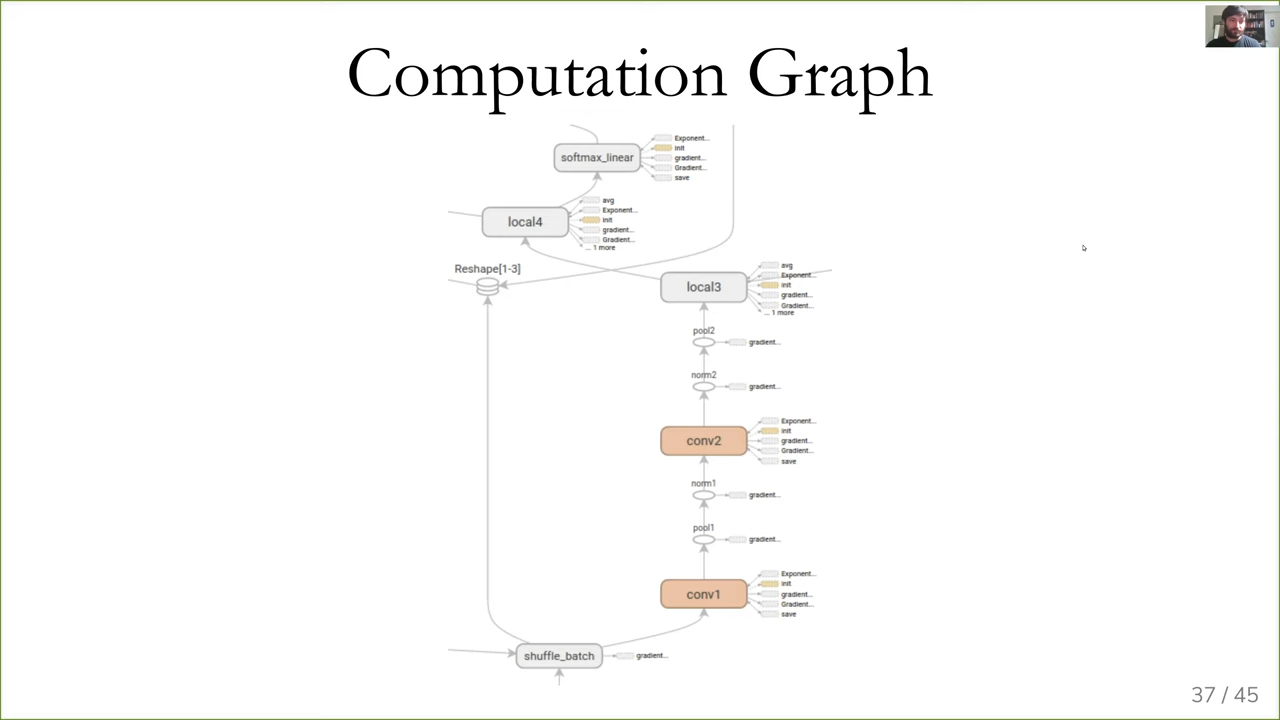 Computation Graph
softmax_linear
Exponent...
init
gradient...
Gradient...
save
local4
avg
Exponent...
init
gradient...
Gradient...
... 1 more
Reshape[1-3]
local3
avg
Exponent...
init
gradient...
Gradient...
... 1 more
pool2
gradient...
norm2
gradient...
conv2
Exponent...
init
gradient...
Gradient...
save
norm1
gradient...
pool1
gradient...
conv1
Exponent...
init
gradient...
Gradient...
save
shuffle_batch
gradient...
37 / 45